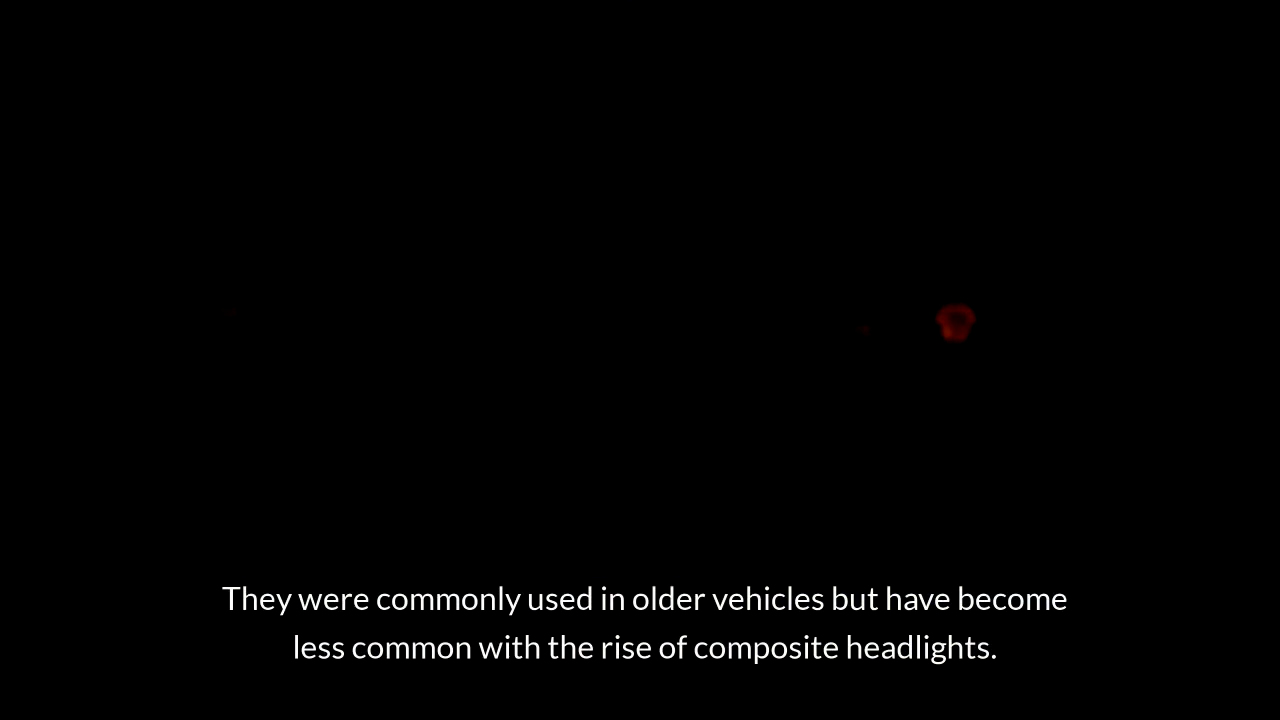 They were commonly used in older vehicles but have become
less common with the rise of composite headlights.